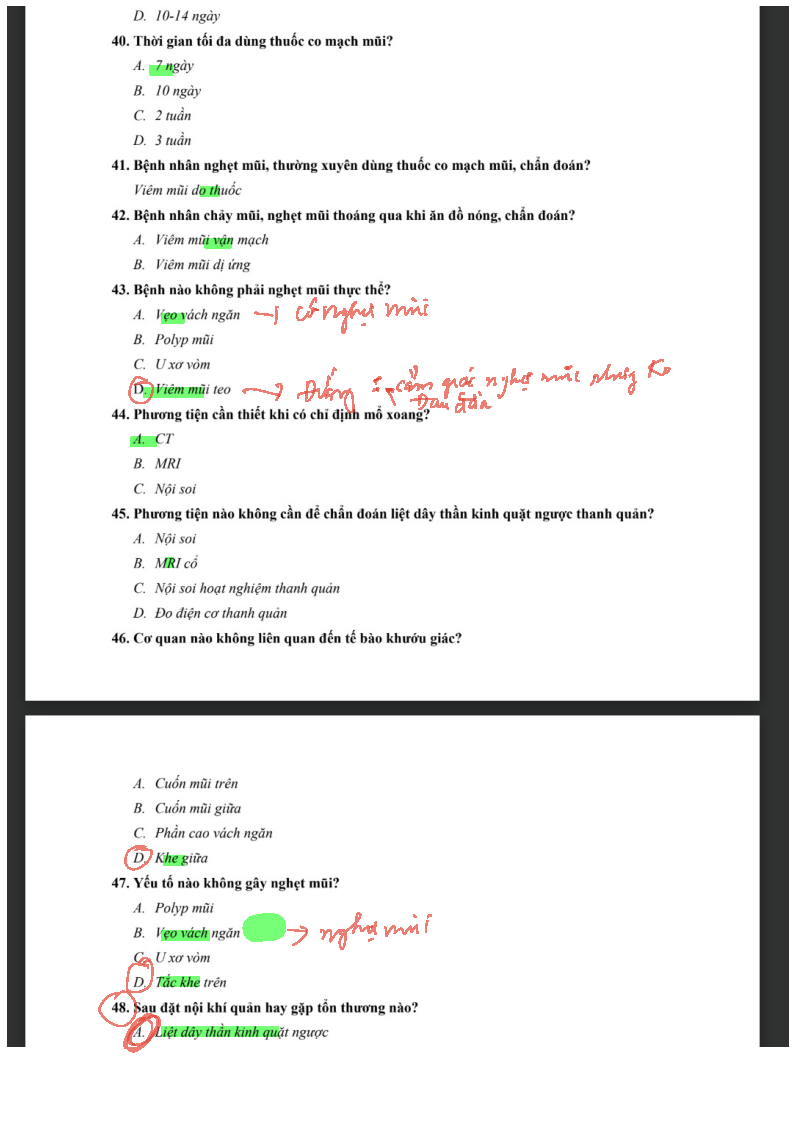 D. 10-14 ngày
40. Thời gian tối đa dùng thuốc co mạch mũi?
A. 7 ngày
B. 10 ngày
C. 2 tuần
D. 3 tuần
41. Bệnh nhân nghẹt mũi, thường xuyên dùng thuốc co mạch mũi, chẩn đoán?
Viêm mũi do thuốc
42. Bệnh nhân chảy mũi, nghẹt mũi thoáng qua khi ăn đồ nóng, chẩn đoán?
A. Viêm mũi vận mạch
B. Viêm mũi dị ứng
43. Bệnh nào không phải nghẹt mũi thực thể?
A. Vẹo vách ngăn → có nghẹt mũi
B. Polyp mũi
C. U xơ vòm
D. Viêm mũi teo → Đúng : cảm giác nghẹt mũi nhưng ko
Đau đầu
44. Phương tiện cần thiết khi có chỉ định mổ xoang?
A. CT
B. MRI
C. Nội soi
45. Phương tiện nào không cần để chẩn đoán liệt dây thần kinh quặt ngược thanh quản?
A. Nội soi
B. MRI cổ
C. Nội soi hoạt nghiệm thanh quản
D. Đo điện cơ thanh quản
46. Cơ quan nào không liên quan đến tế bào khướu giác?
A. Cuốn mũi trên
B. Cuốn mũi giữa
C. Phần cao vách ngăn
D. Khe giữa
47. Yếu tố nào không gây nghẹt mũi?
A. Polyp mũi
B. Vẹo vách ngăn → nghẹt mũi
C. U xơ vòm
D. Tắc khe trên
48. Sau đặt nội khí quản hay gặp tổn thương nào?
A. Liệt dây thần kinh quặt ngược